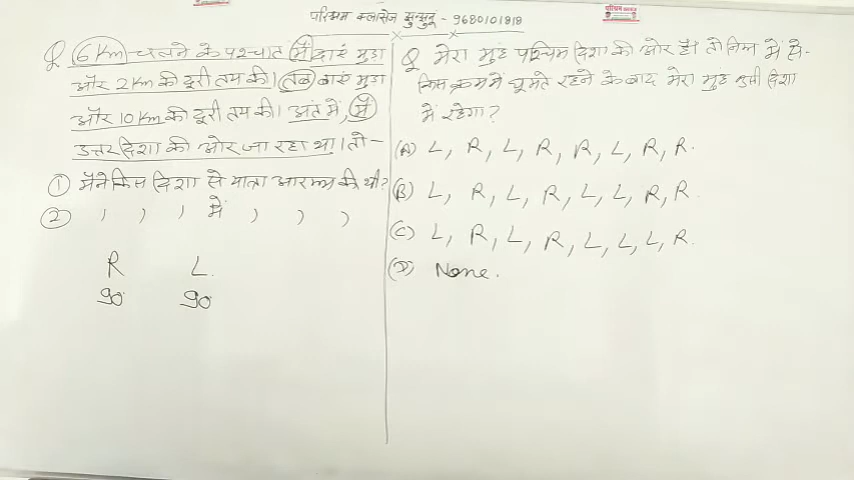 परिश्रम क्लासेज झुन्झुनू - 9680101818
Q 6 Km चलने के पश्चात मैं दाएं मुड़ा
और 2 Km की दूरी तय की। तब बाएं मुड़ा
और 10 Km की दूरी तय की। अंत में, मैं
उत्तर दिशा की ओर जा रहा था। तो-
① मैंने किस दिशा से यात्रा आरम्भ की थी?
② , , , में , , ,
R L.
90° 90°
Q मेरा मुह पश्चिम दिशा की ओर है। तो निम्न में से-
किस क्रम में घूमते रहने के बाद मेरा मुह इसी दिशा
में रहेगा?
(A) L, R, L, R, R, L, R, R.
(B) L, R, L, R, L, L, R, R.
(C) L, R, L, R, L, L, L, R.
(D) None.